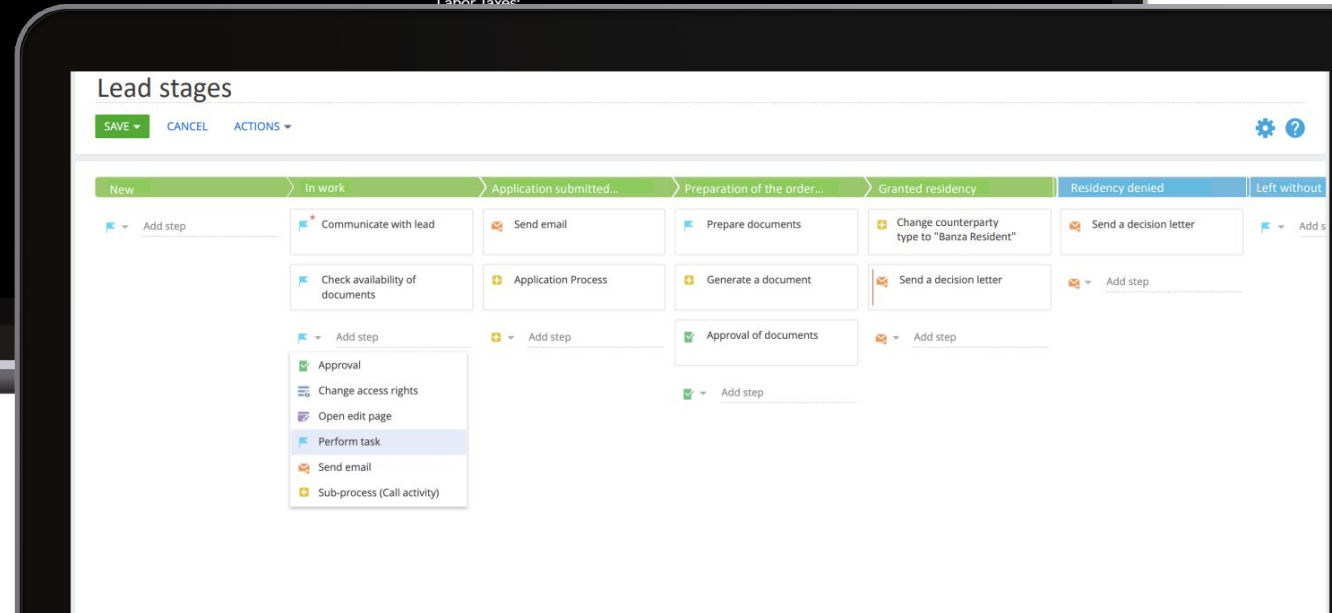 Labor Taxes:
Lead stages
SAVE
CANCEL
ACTIONS
New
In work
Application submitted...
Preparation of the order...
Granted residency
Residency denied
Left without
Add step
Communicate with lead
Send email
Prepare documents
Change counterparty
type to "Banza Resident"
Send a decision letter
Add s
Check availability of
documents
Application Process
Generate a document
Send a decision letter
Add step
Add step
Add step
Approval of documents
Add step
Add step
Approval
Change access rights
Open edit page
Perform task
Send email
Sub-process (Call activity)